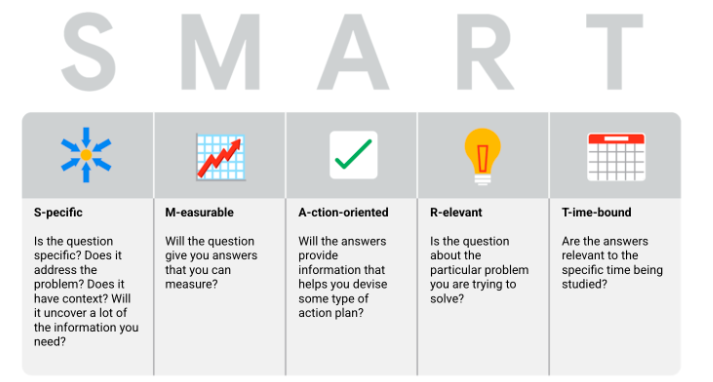 S M A R T
S-pecific
Is the question
specific? Does it
address the
problem? Does it
have context? Will
it uncover a lot of
the information you
need?
M-easurable
Will the question
give you answers
that you can
measure?
A-ction-oriented
Will the answers
provide
information that
helps you devise
some type of
action plan?
R-elevant
Is the question
about the
particular problem
you are trying to
solve?
T-ime-bound
Are the answers
relevant to the
specific time being
studied?